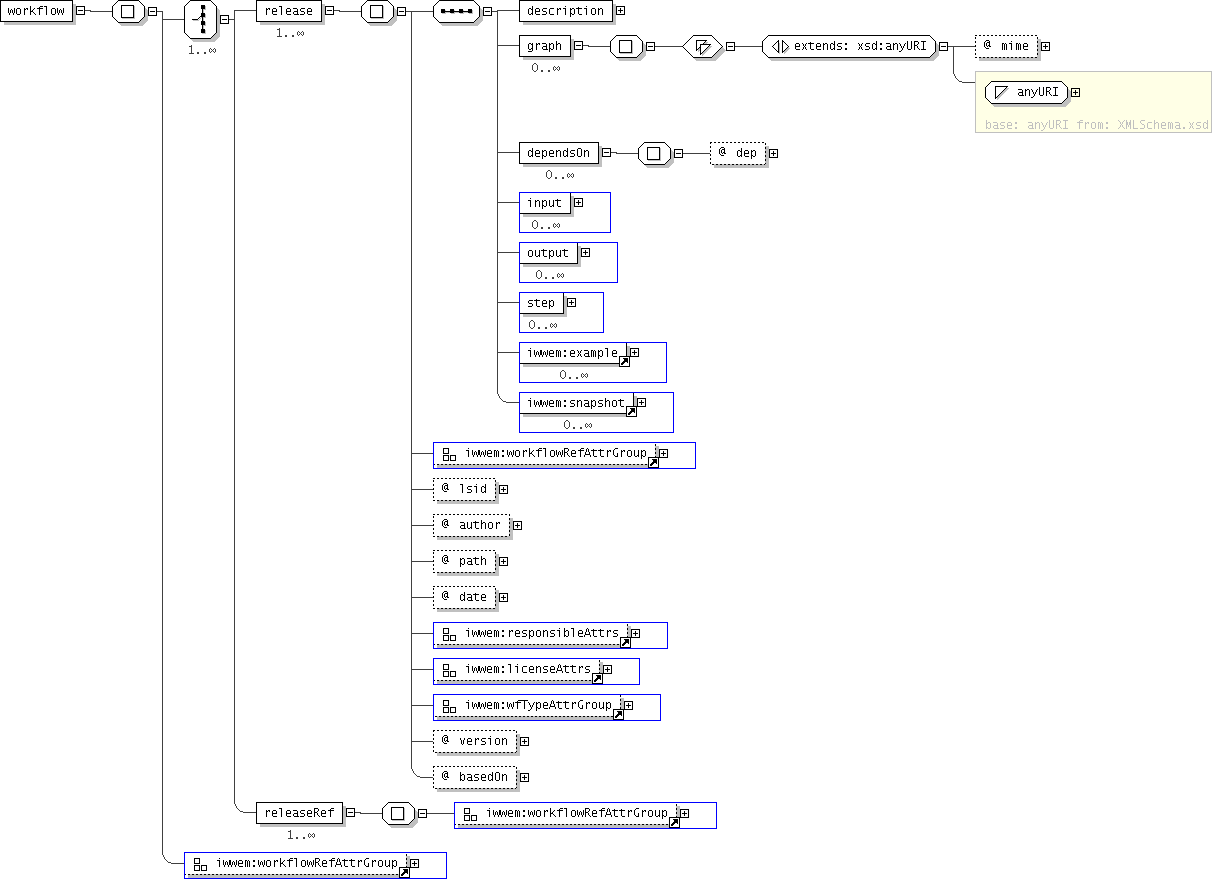 workflow
1..∞
release
1..∞
description
graph
0..∞
extends: xsd:anyURI
@ mime
anyURI
base: anyURI from: XMLSchema.xsd
dependsOn
0..∞
@ dep
input
0..∞
output
0..∞
step
0..∞
iwwem:example
0..∞
iwwem:snapshot
0..∞
iwwem:workflowRefAttrGroup
@ lsid
@ author
@ path
@ date
iwwem:responsibleAttrs
iwwem:licenseAttrs
iwwem:wfTypeAttrGroup
@ version
@ basedOn
releaseRef
1..∞
iwwem:workflowRefAttrGroup
iwwem:workflowRefAttrGroup